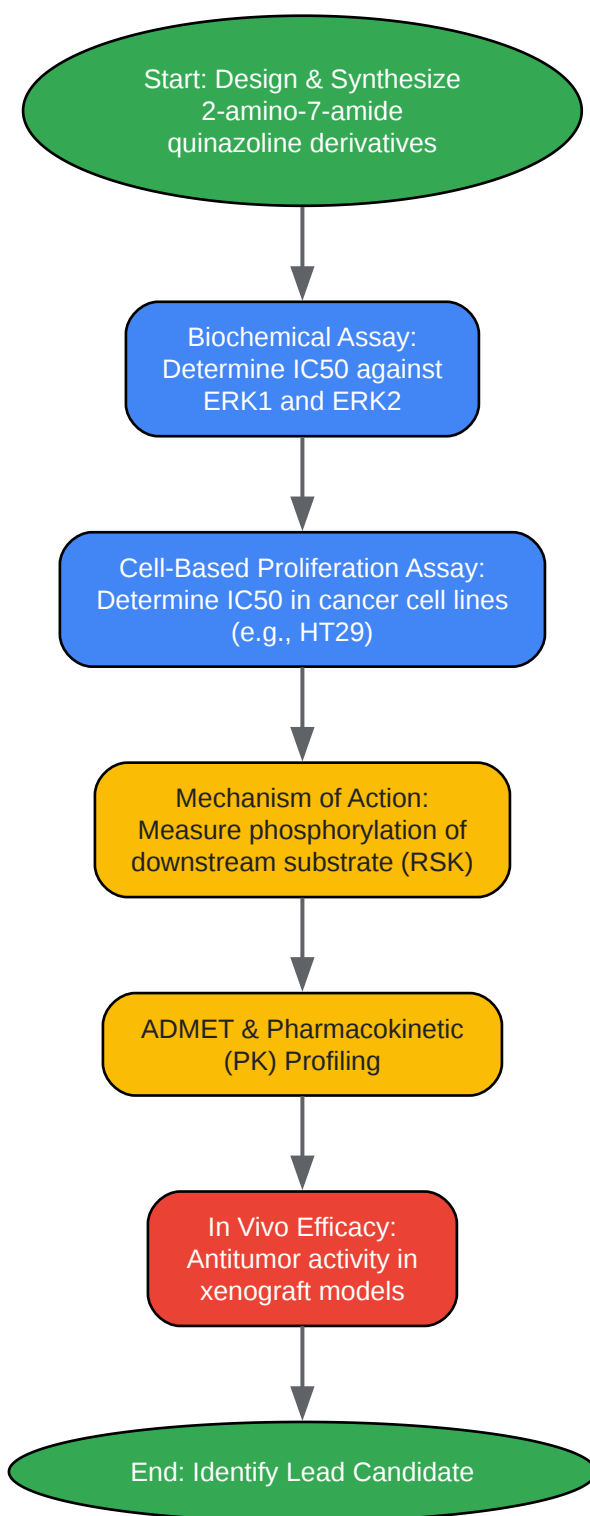 Start: Design & Synthesize
2-amino-7-amide
quinazoline derivatives
Biochemical Assay:
Determine IC50 against
ERK1 and ERK2
Cell-Based Proliferation Assay:
Determine IC50 in cancer cell lines
(e.g., HT29)
Mechanism of Action:
Measure phosphorylation of
downstream substrate (RSK)
ADMET & Pharmacokinetic
(PK) Profiling
In Vivo Efficacy:
Antitumor activity in
xenograft models
End: Identify Lead Candidate